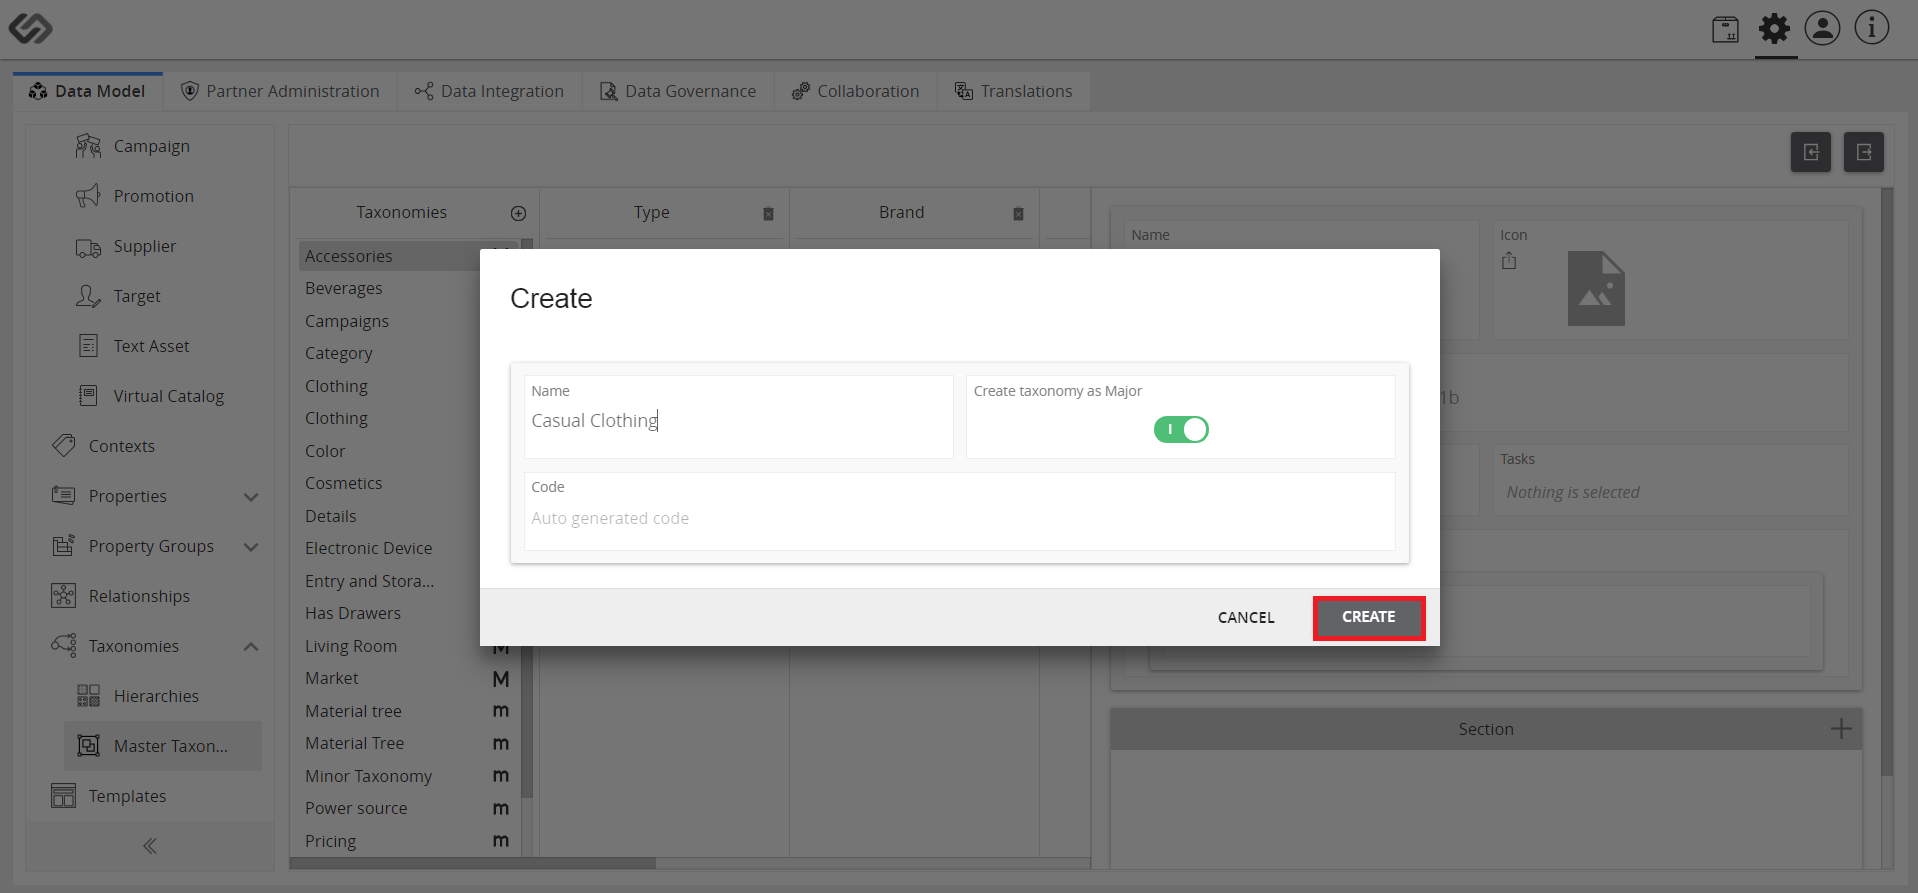 Data Model
Partner Administration
Data Integration
Data Governance
Collaboration
Translations
Campaign
Promotion
Supplier
Target
Text Asset
Virtual Catalog
Contexts
Properties
Property Groups
Relationships
Taxonomies
Hierarchies
Master Taxon...
Templates
Taxonomies
Type
Brand
Accessories
Beverages
Campaigns
Category
Clothing
Clothing
Color
Cosmetics
Details
Electronic Device
Entry and Stora...
Has Drawers
Living Room M
Market M
Material tree m
Material Tree m
Minor Taxonomy m
Power source m
Pricing m
Name
Icon
1b
Tasks
Nothing is selected
Section
Create
Name
Casual Clothing
Create taxonomy as Major
I
Code
Auto generated code
CANCEL
CREATE